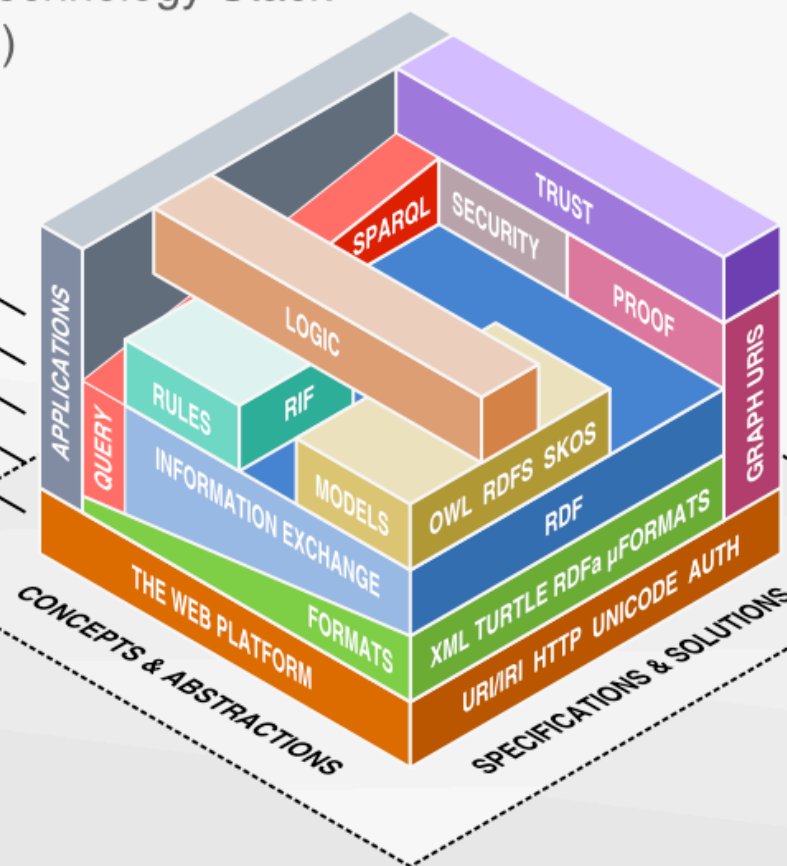 )
TRUST
SPARQL
SECURITY
PROOF
LOGIC
APPLICATIONS
GRAPH URIS
RULES
RIF
QUERY
INFORMATION EXCHANGE
MODELS
OWL RDFS SKOS
RDF
FORMATS
XML TURTLE RDFa µFORMATS
THE WEB PLATFORM
URI/IRI HTTP UNICODE AUTH
CONCEPTS & ABSTRACTIONS
SPECIFICATIONS & SOLUTIONS